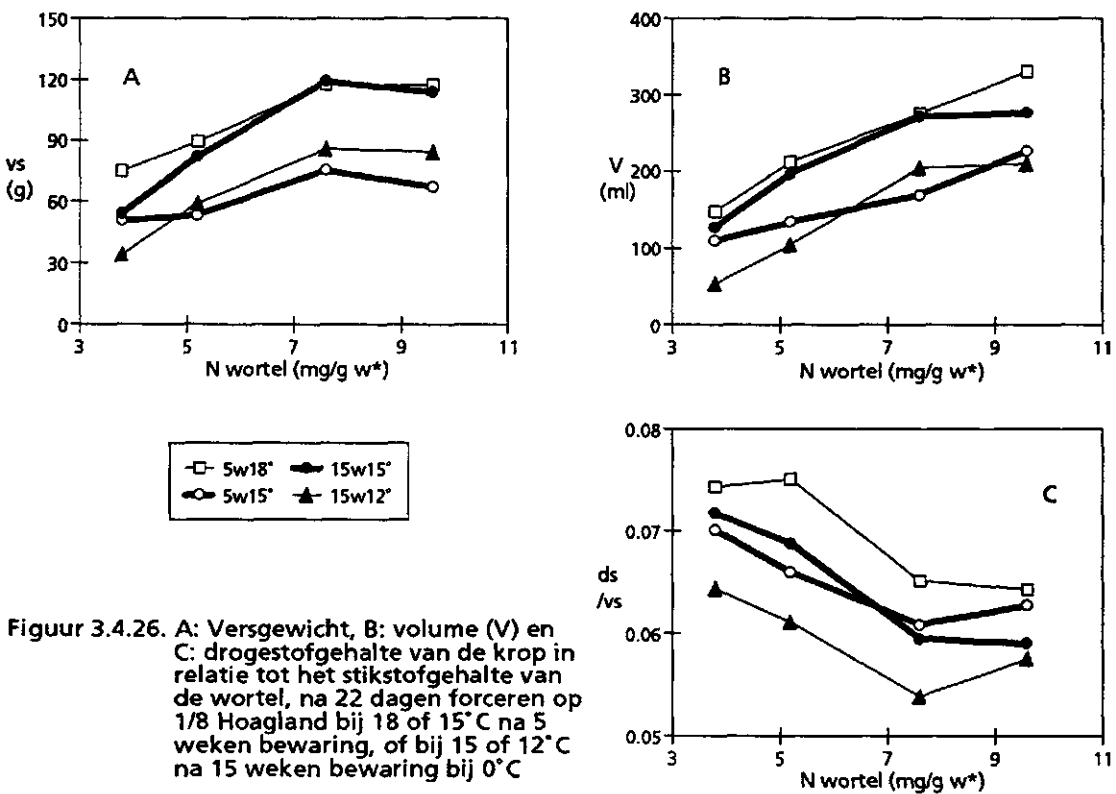 150
120
90
60
30
0
vs
(g)
A
3 5 7 9 11
N wortel (mg/g w*)
400
300
200
100
0
V
(ml)
B
3 5 7 9 11
N wortel (mg/g w*)
5w18° 15w15°
5w15° 15w12°
0.08
0.07
0.06
0.05
ds
/vs
C
3 5 7 9 11
N wortel (mg/g w*)
Figuur 3.4.26. A: Versgewicht, B: volume (V) en
C: drogestofgehalte van de krop in
relatie tot het stikstofgehalte van
de wortel, na 22 dagen forceren op
1/8 Hoagland bij 18 of 15°C na 5
weken bewaring, of bij 15 of 12°C
na 15 weken bewaring bij 0°C